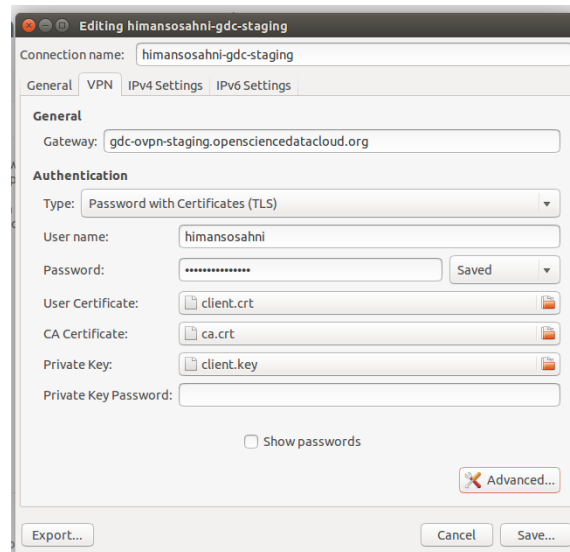 Editing himansosahni-gdc-staging
Connection name: himansosahni-gdc-staging
General VPN IPv4 Settings IPv6 Settings
General
Gateway: gdc-ovpn-staging.opensciencedatacloud.org
Authentication
Type: Password with Certificates (TLS)
User name: himansosahni
Password: ••••••••••••••• Saved
User Certificate: client.crt
CA Certificate: ca.crt
Private Key: client.key
Private Key Password:
Show passwords
Advanced...
Export... Cancel Save...